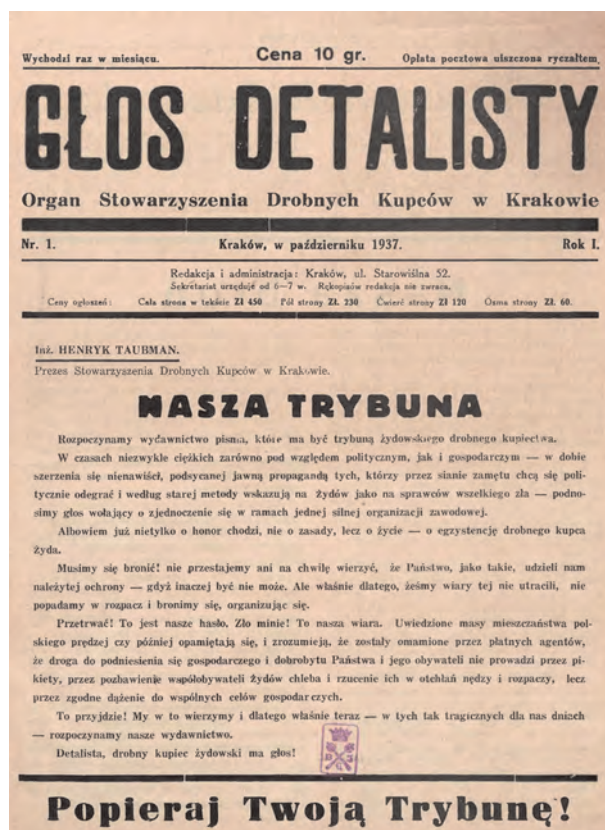 Wychodzi raz w miesiącu. Cena 10 gr. Opłata pocztowa uiszczona ryczałtem.
GŁOS DETALISTY
Organ Stowarzyszenia Drobnych Kupców w Krakowie
Nr. 1. Kraków, w październiku 1937. Rok I.
Redakcja i administracja: Kraków, ul. Starowiślna 52.
Sekretariat urzęduje od 6—7 w. Rękopisów redakcja nie zwraca.
Ceny ogłoszeń: Cała strona w tekście Zł 450 Pół strony Zł. 230 Ćwierć strony Zł 120 Ósma strony Zł. 60.
Inż. HENRYK TAUBMAN.
Prezes Stowarzyszenia Drobnych Kupców w Krakowie.
NASZA TRYBUNA
Rozpoczynamy wydawnictwo pisma, które ma być trybuną żydowskiego drobnego kupiectwa.
W czasach niezwykle ciężkich zarówno pod względem politycznym, jak i gospodarczym — w dobie
szerzenia się nienawiści, podsycanej jawną propagandą tych, którzy przez sianie zamętu chcą się poli-
tycznie odegrać i według starej metody wskazują na Żydów jako na sprawców wszelkiego zła — podno-
simy głos wołający o zjednoczenie się w ramach jednej silnej organizacji zawodowej.
Albowiem już nietylko o honor chodzi, nie o zasady, lecz o życie — o egzystencję drobnego kupca
Żyda.
Musimy się bronić! nie przestajemy ani na chwilę wierzyć, że Państwo, jako takie, udzieli nam
należytej ochrony — gdyż inaczej być nie może. Ale właśnie dlatego, żeśmy wiary tej nie utracili, nie
popadamy w rozpacz i bronimy się, organizując się.
Przetrwać! To jest nasze hasło. Zło minie! To nasza wiara. Uwiedzione masy mieszczaństwa pol-
skiego prędzej czy później opamiętają się, i zrozumieją, że zostały omamione przez płatnych agentów,
że droga do podniesienia się gospodarczego i dobrobytu Państwa i jego obywateli nie prowadzi przez pi-
kiety, przez pozbawienie współobywateli Żydów chleba i rzucenie ich w otchłań nędzy i rozpaczy, lecz
przez zgodne dążenie do wspólnych celów gospodarczych.
To przyjdzie! My w to wierzymy i dlatego właśnie teraz — w tych tak tragicznych dla nas dniach
— rozpoczynamy nasze wydawnictwo.
Detalista, drobny kupiec żydowski ma głos!
Popieraj Twoją Trybunę!